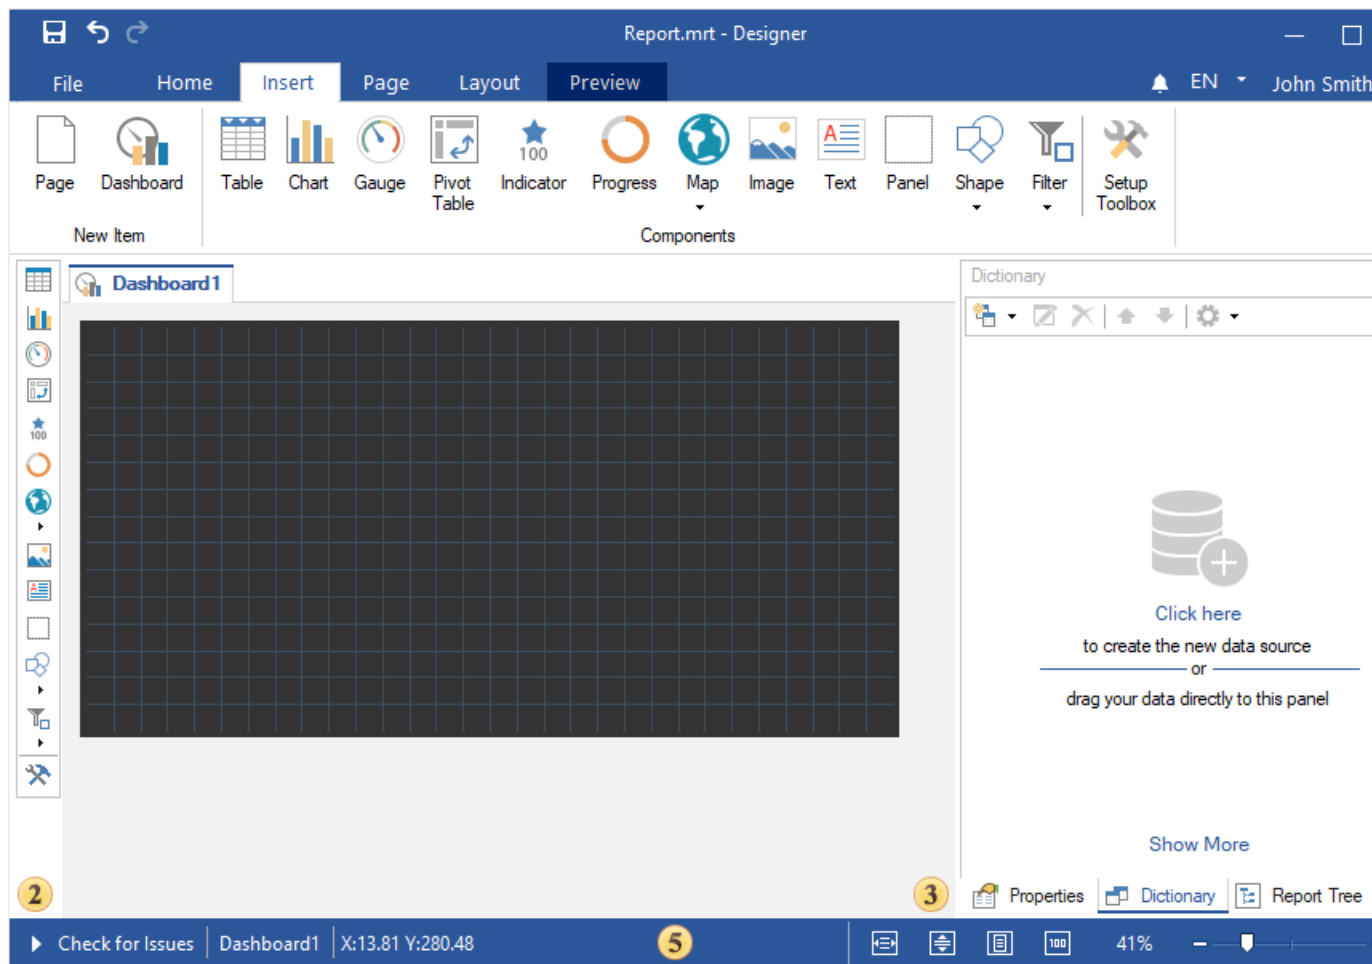 Report.mrt - Designer
File Home Insert Page Layout Preview EN John Smith
Page Dashboard Table Chart Gauge Pivot Table Indicator 100 Progress Map Image Text Panel Shape Filter Setup Toolbox
New Item Components
Dashboard1
Dictionary
100
Click here
to create the new data source
or
drag your data directly to this panel
Show More
2
3
Properties Dictionary Report Tree
Check for Issues Dashboard1 X:13.81 Y:280.48 5 100 41%